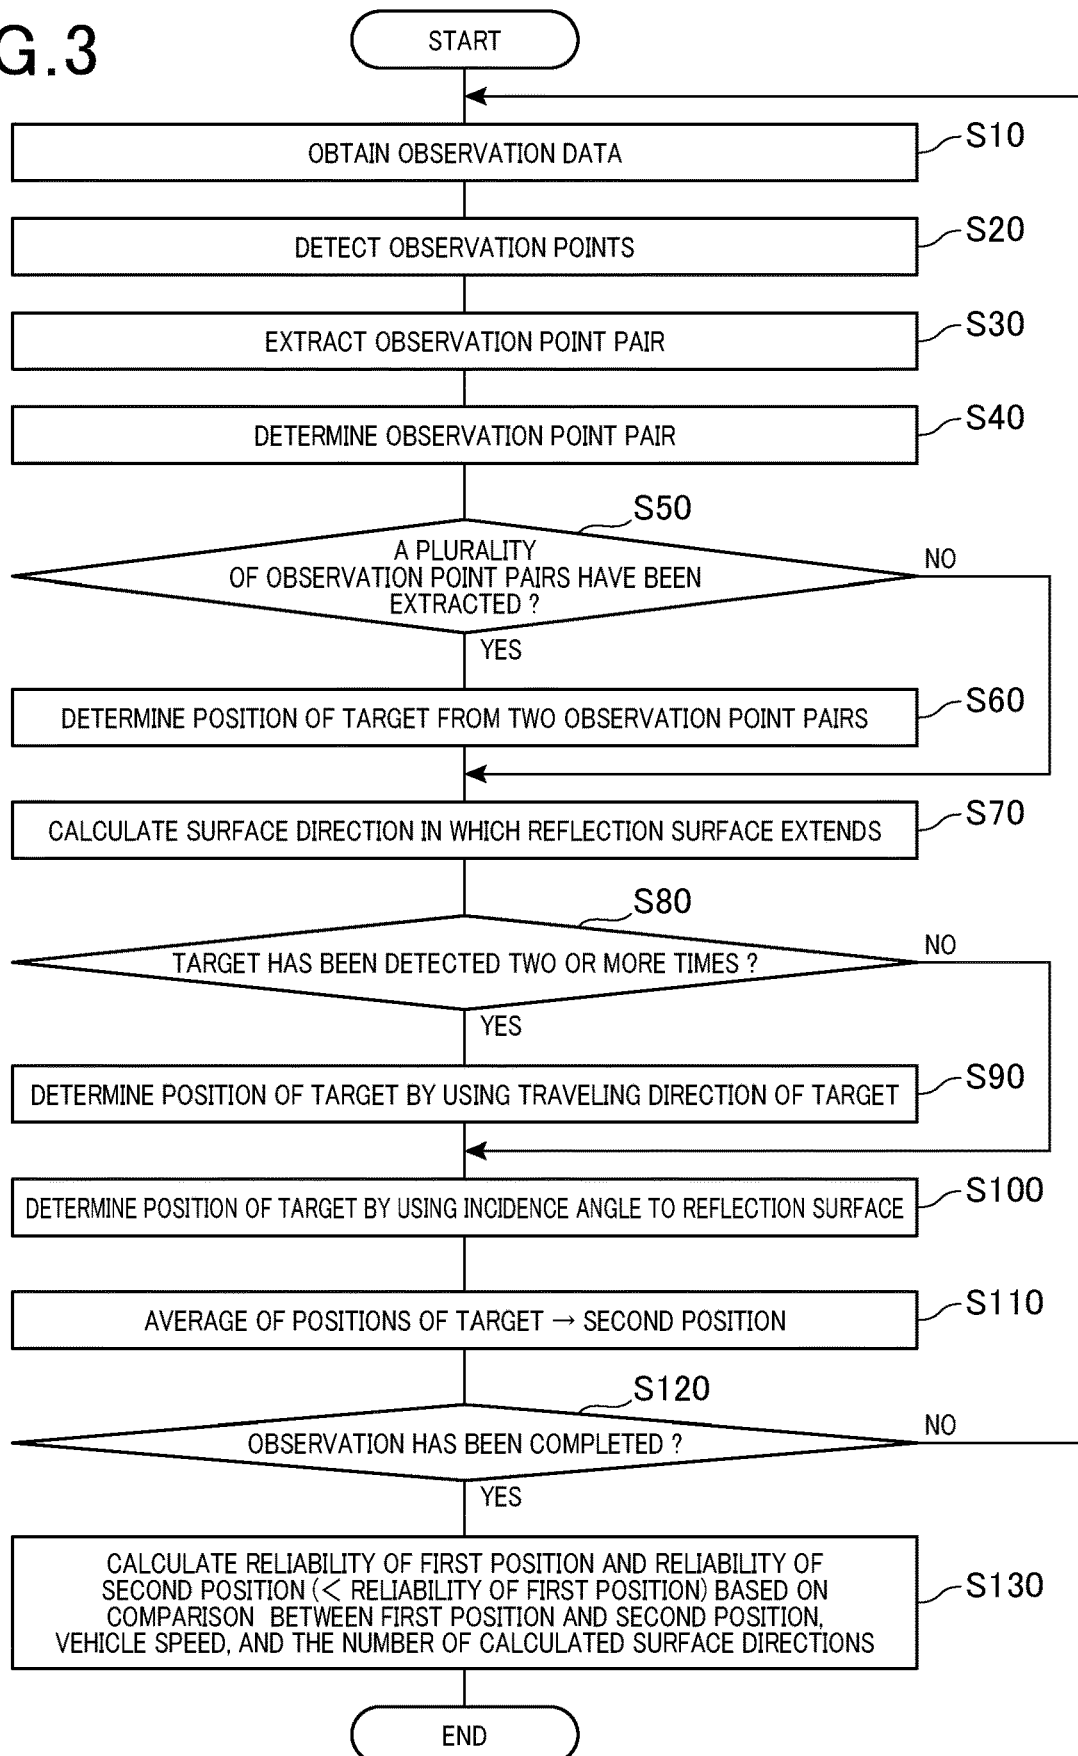 G.3
START
OBTAIN OBSERVATION DATA
S10
DETECT OBSERVATION POINTS
S20
EXTRACT OBSERVATION POINT PAIR
S30
DETERMINE OBSERVATION POINT PAIR
S40
S50
A PLURALITY
OF OBSERVATION POINT PAIRS HAVE BEEN
EXTRACTED ?
NO
YES
DETERMINE POSITION OF TARGET FROM TWO OBSERVATION POINT PAIRS
S60
CALCULATE SURFACE DIRECTION IN WHICH REFLECTION SURFACE EXTENDS
S70
S80
TARGET HAS BEEN DETECTED TWO OR MORE TIMES ?
NO
YES
DETERMINE POSITION OF TARGET BY USING TRAVELING DIRECTION OF TARGET
S90
DETERMINE POSITION OF TARGET BY USING INCIDENCE ANGLE TO REFLECTION SURFACE
S100
AVERAGE OF POSITIONS OF TARGET → SECOND POSITION
S110
S120
OBSERVATION HAS BEEN COMPLETED ?
NO
YES
CALCULATE RELIABILITY OF FIRST POSITION AND RELIABILITY OF
SECOND POSITION (< RELIABILITY OF FIRST POSITION) BASED ON
COMPARISON BETWEEN FIRST POSITION AND SECOND POSITION,
VEHICLE SPEED, AND THE NUMBER OF CALCULATED SURFACE DIRECTIONS
S130
END